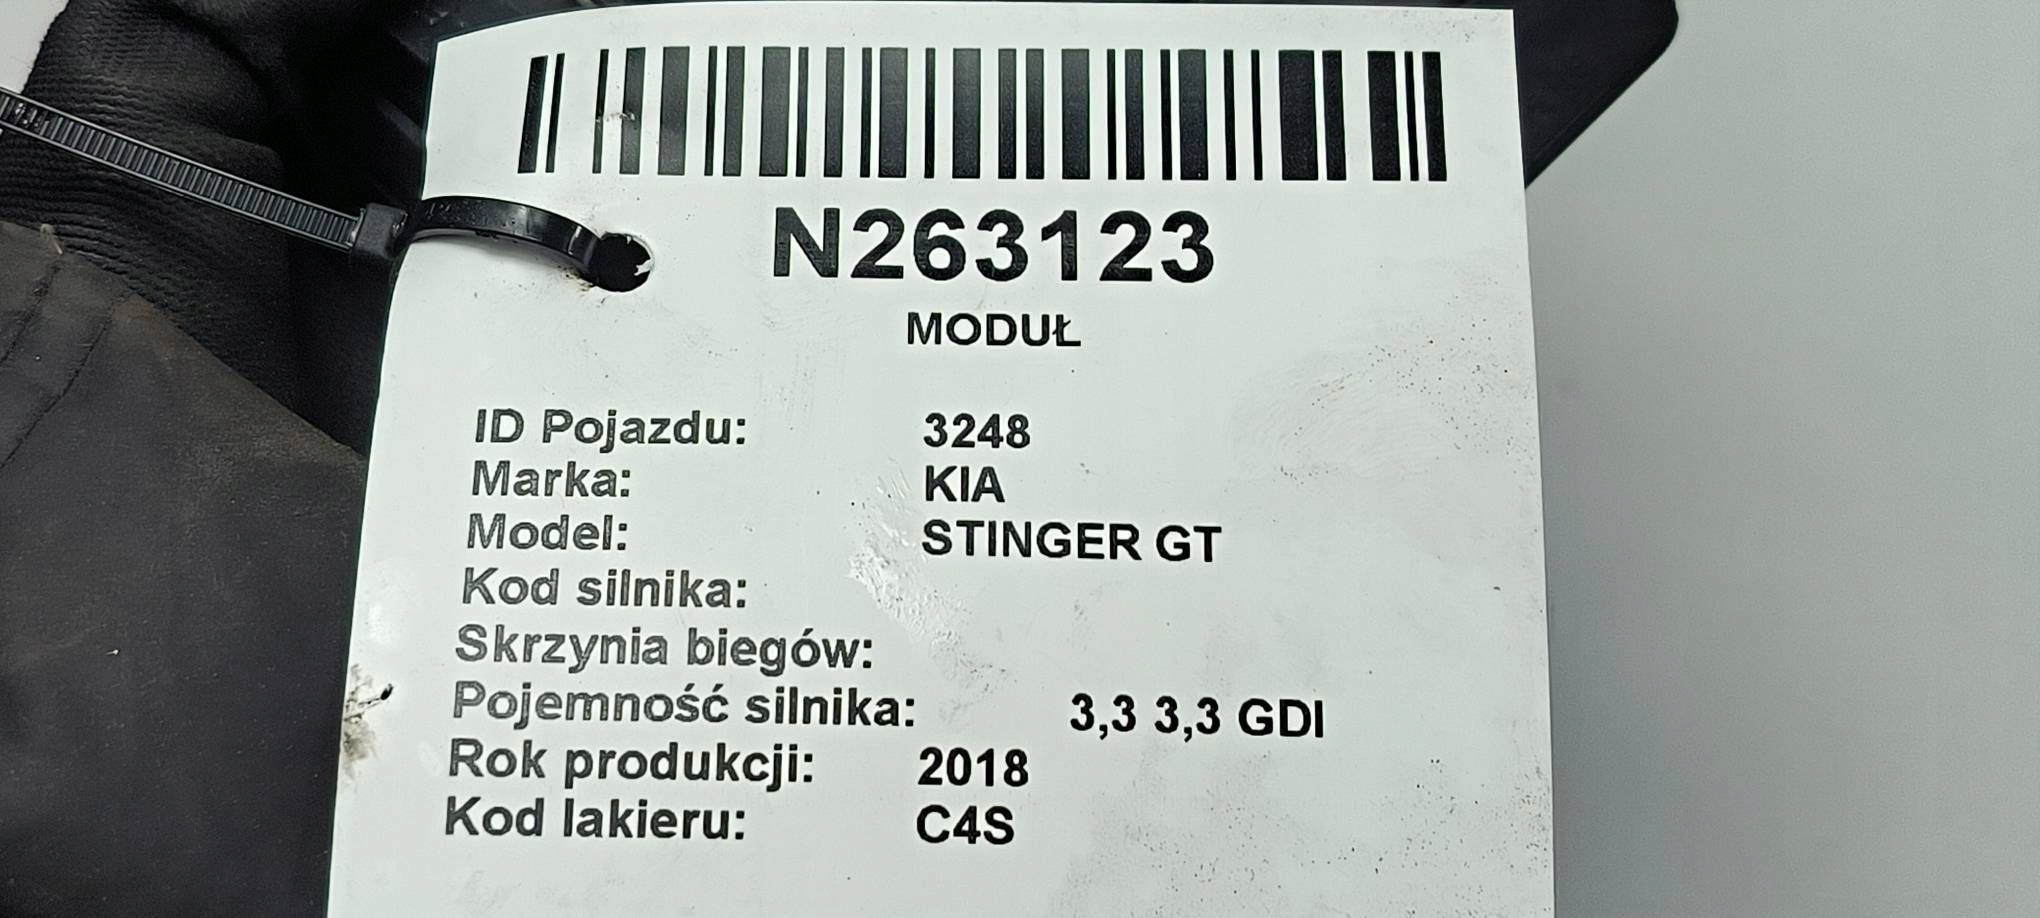 N263123
MODUŁ
ID Pojazdu: 3248
Marka: KIA
Model: STINGER GT
Kod silnika:
Skrzynia biegów:
Pojemność silnika: 3,3 3,3 GDI
Rok produkcji: 2018
Kod lakieru: C4S